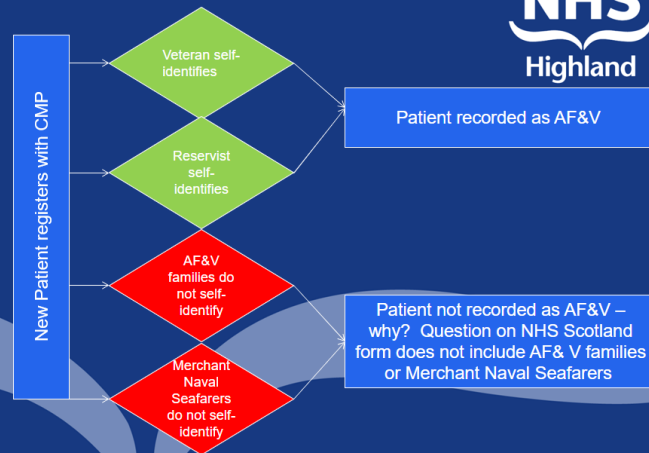 NHS
Highland
New Patient registers with CMP
Veteran self-
identifies
Reservist
self-
identifies
AF&V
families do
not self-
identify
Merchant
Naval
Seafarers
do not self-
identify
Patient recorded as AF&V
Patient not recorded as AF&V –
why? Question on NHS Scotland
form does not include AF& V families
or Merchant Naval Seafarers